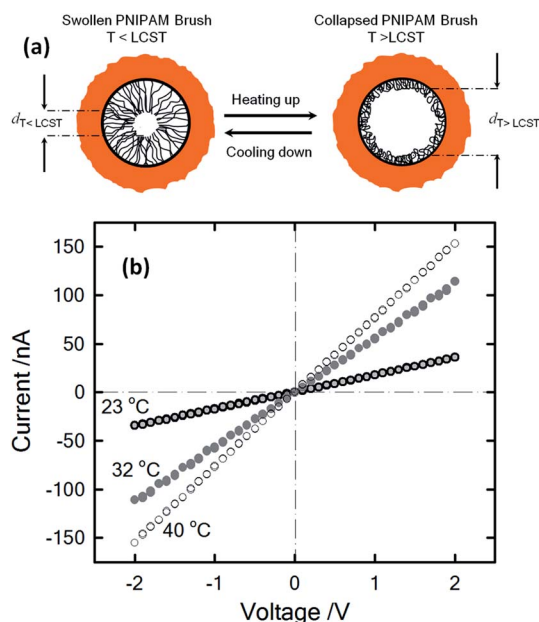 Swollen PNIPAM Brush
T < LCST
Collapsed PNIPAM Brush
T >LCST
(a)
Heating up
Cooling down
dT<LCST
dT>LCST
(b)
150
100
50
0
-50
-100
-150
Current /nA
23 °C
32 °C
40 °C
-2
-1
0
1
2
Voltage /V